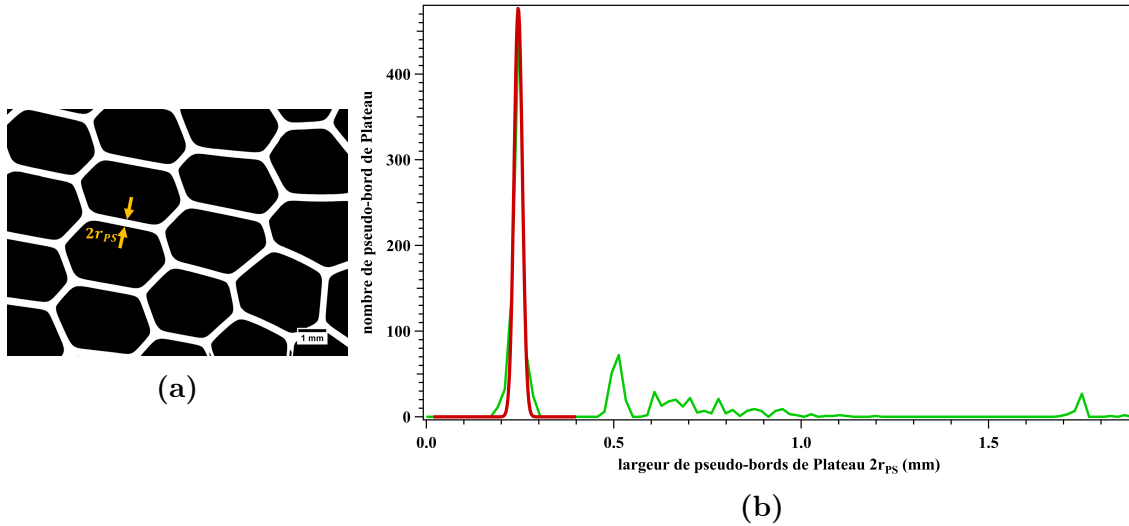 2r_PS
1 mm
(a)
nombre de pseudo-bord de Plateau
400
300
200
100
0
0.0 0.5 1.0 1.5
largeur de pseudo-bords de Plateau 2r_PS (mm)
(b)